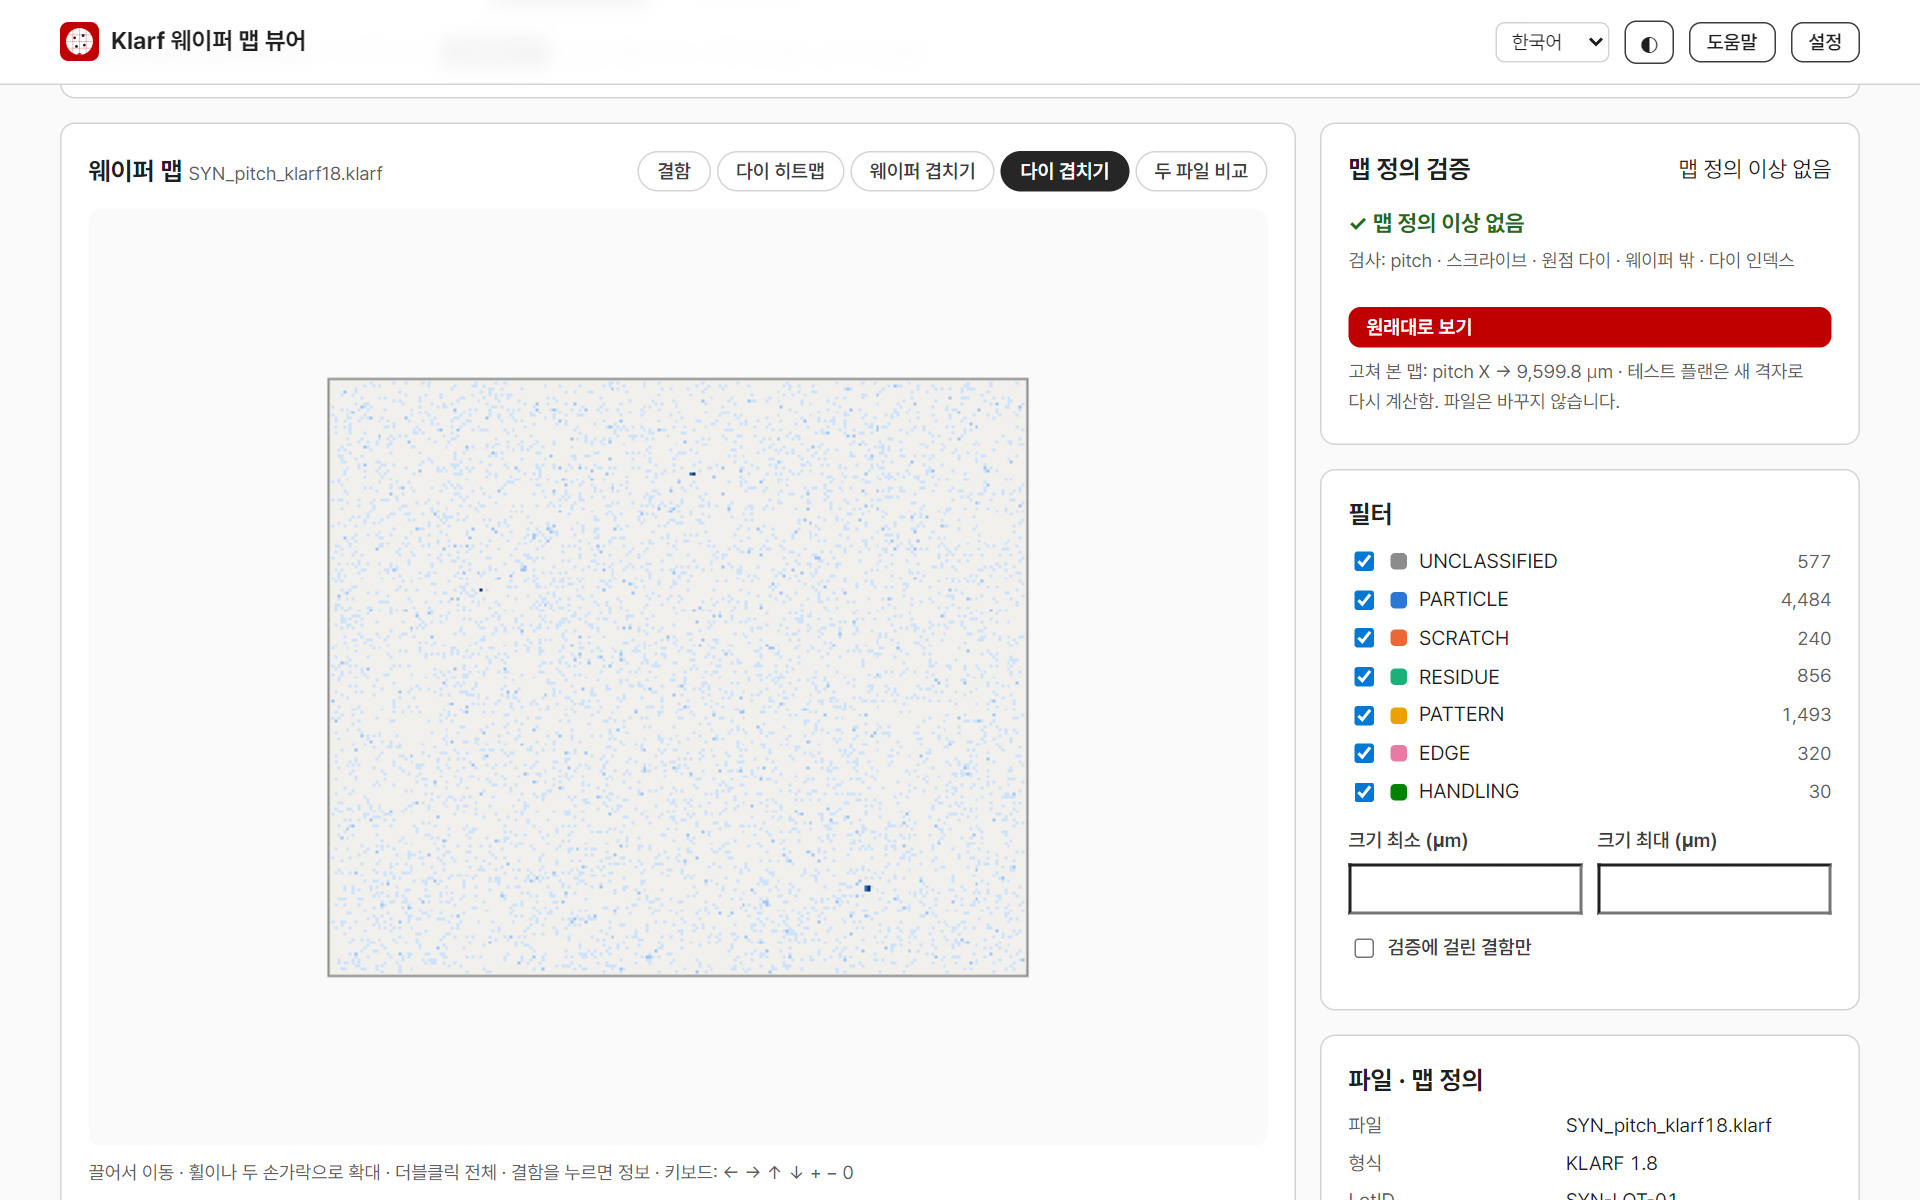 Klarf 웨이퍼 맵 뷰어
한국어
도움말
설정
웨이퍼 맵 SYN_pitch_klarf18.klarf
결함
다이 히트맵
웨이퍼 겹치기
다이 겹치기
두 파일 비교
끌어서 이동 · 휠이나 두 손가락으로 확대 · 더블클릭 전체 · 결함을 누르면 정보 · 키보드: ← → ↑ ↓ + − 0
맵 정의 검증
맵 정의 이상 없음
✓ 맵 정의 이상 없음
검사: pitch · 스크라이브 · 원점 다이 · 웨이퍼 밖 · 다이 인덱스
원래대로 보기
고쳐 본 맵: pitch X → 9,599.8 µm · 테스트 플랜은 새 격자로
다시 계산함. 파일은 바꾸지 않습니다.
필터
UNCLASSIFIED 577
PARTICLE 4,484
SCRATCH 240
RESIDUE 856
PATTERN 1,493
EDGE 320
HANDLING 30
크기 최소 (µm) 크기 최대 (µm)
검증에 걸린 결함만
파일 · 맵 정의
파일 SYN_pitch_klarf18.klarf
형식 KLARF 1.8
LotID SYN-LOT-01